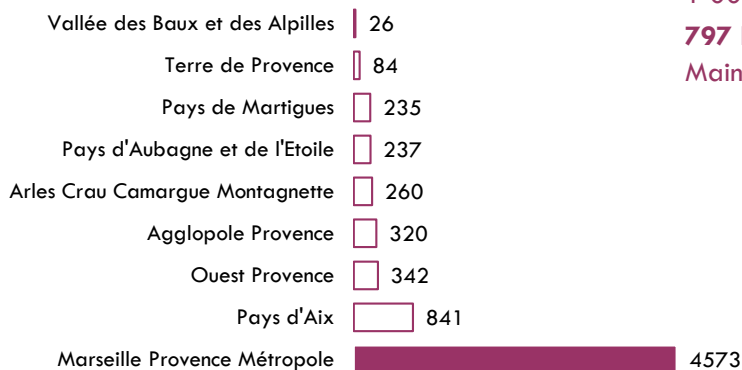 Vallée des Baux et des Alpilles 26
797
Terre de Provence 84
Main
Pays de Martigues 235
Pays d'Aubagne et de l'Etoile 237
Arles Crau Camargue Montagnette 260
Agglopole Provence 320
Ouest Provence 342
Pays d'Aix 841
Marseille Provence Métropole 4573